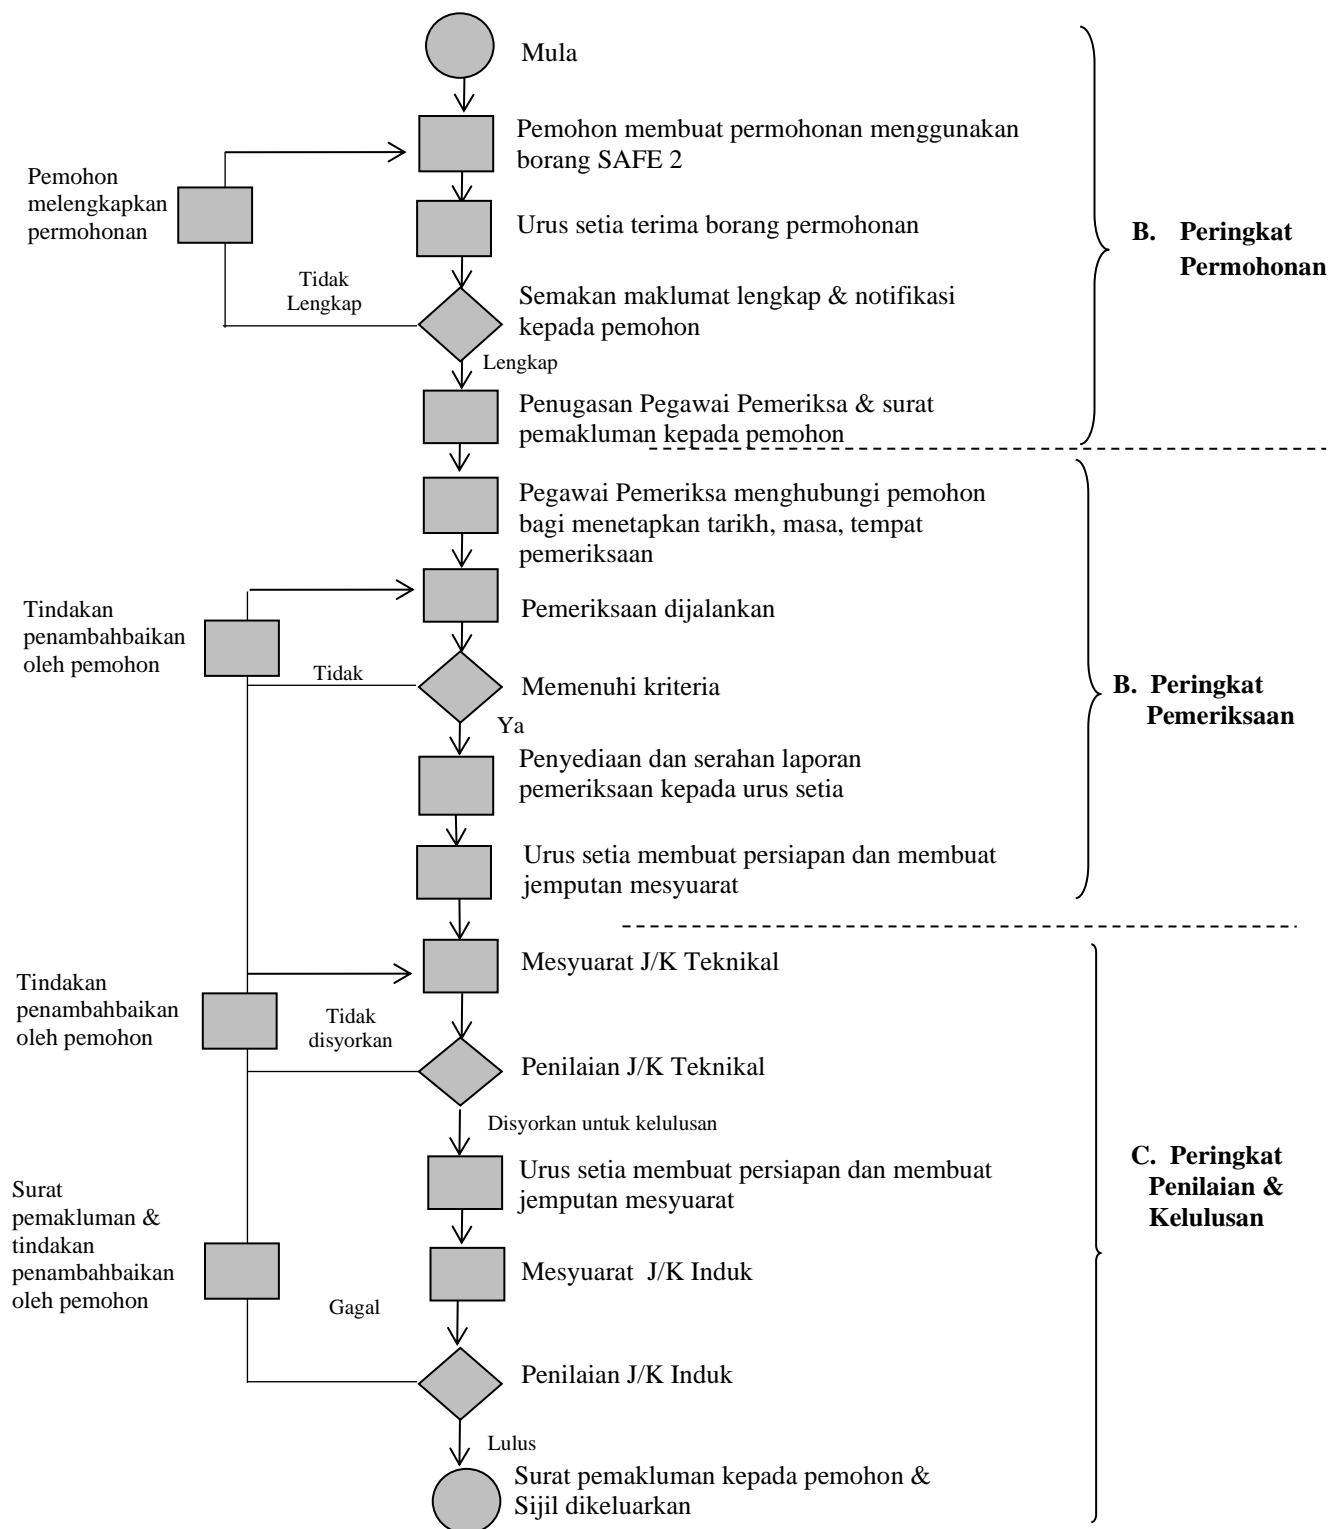 Mula
Pemohon membuat permohonan menggunakan
borang SAFE 2
Pemohon
melengkapkan
permohonan
Urus setia terima borang permohonan
B. Peringkat
Permohonan
Tidak
Lengkap
Semakan maklumat lengkap & notifikasi
kepada pemohon
Lengkap
Penugasan Pegawai Pemeriksa & surat
pemakluman kepada pemohon
Pegawai Pemeriksa menghubungi pemohon
bagi menetapkan tarikh, masa, tempat
pemeriksaan
Tindakan
penambahbaikan
oleh pemohon
Pemeriksaan dijalankan
Tidak
Memenuhi kriteria
B. Peringkat
Pemeriksaan
Ya
Penyediaan dan serahan laporan
pemeriksaan kepada urus setia
Urus setia membuat persiapan dan membuat
jemputan mesyuarat
Mesyuarat J/K Teknikal
Tindakan
penambahbaikan
oleh pemohon
Tidak
disyorkan
Penilaian J/K Teknikal
Disyorkan untuk kelulusan
Urus setia membuat persiapan dan membuat
jemputan mesyuarat
C. Peringkat
Penilaian &
Kelulusan
Surat
pemakluman &
tindakan
penambahbaikan
oleh pemohon
Mesyuarat J/K Induk
Gagal
Penilaian J/K Induk
Lulus
Surat pemakluman kepada pemohon &
Sijil dikeluarkan